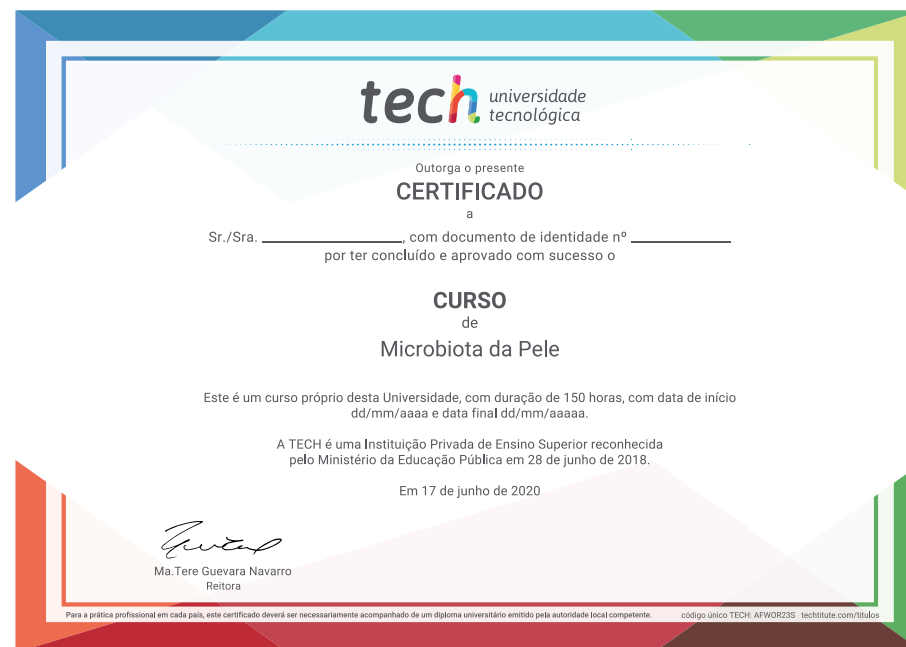 tech universidade
tecnológica
Outorga o presente
CERTIFICADO
a
Sr./Sra. ____________, com documento de identidade nº ____________
por ter concluído e aprovado com sucesso o
CURSO
de
Microbiota da Pele
Este é um curso próprio desta Universidade, com duração de 150 horas, com data de início
dd/mm/aaaa e data final dd/mm/aaaaa.
A TECH é uma Instituição Privada de Ensino Superior reconhecida
pelo Ministério da Educação Pública em 28 de junho de 2018.
Em 17 de junho de 2020
Ma.Tere Guevara Navarro
Reitora
Para a prática profissional em cada país, este certificado deverá ser necessariamente acompanhado de um diploma universitário emitido pela autoridade local competente. código único TECH: AFWOR23S techtitute.com/titulos